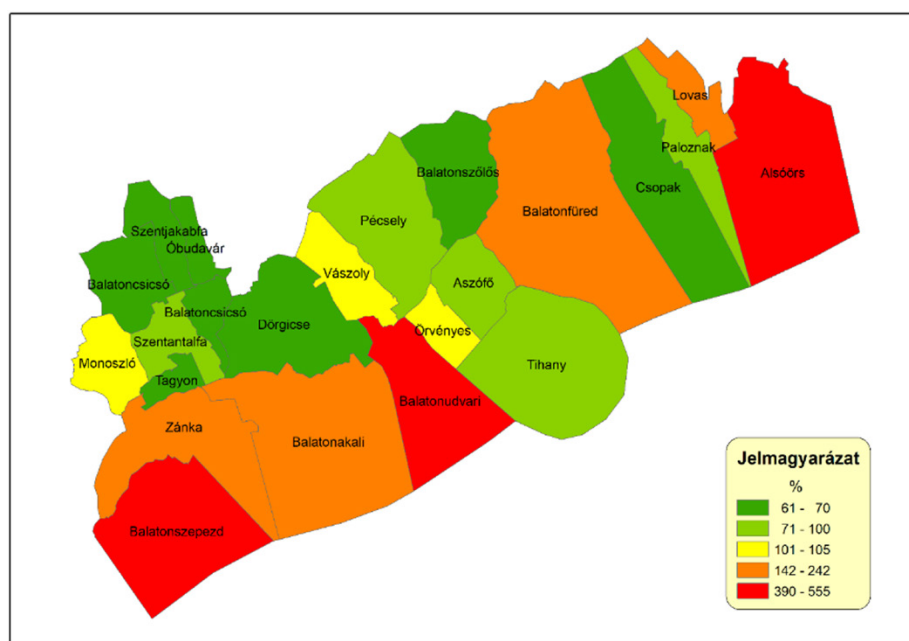 Lovas
Paloznak
Alsóörs
Csopak
Balatonszőlős
Balatonfüred
Pécsely
Szentjakabfa
Óbudavár
Vászoly
Aszófő
Balatoncsicsó
Balatoncsicsó
Dörgicse
Örvényes
Szentantalfa
Monoszló
Tihany
Tagyon
Balatonudvari
Zánka
Balatonakali
Balatonszepezd
Jelmagyarázat
%
61 - 70
71 - 100
101 - 105
142 - 242
390 - 555